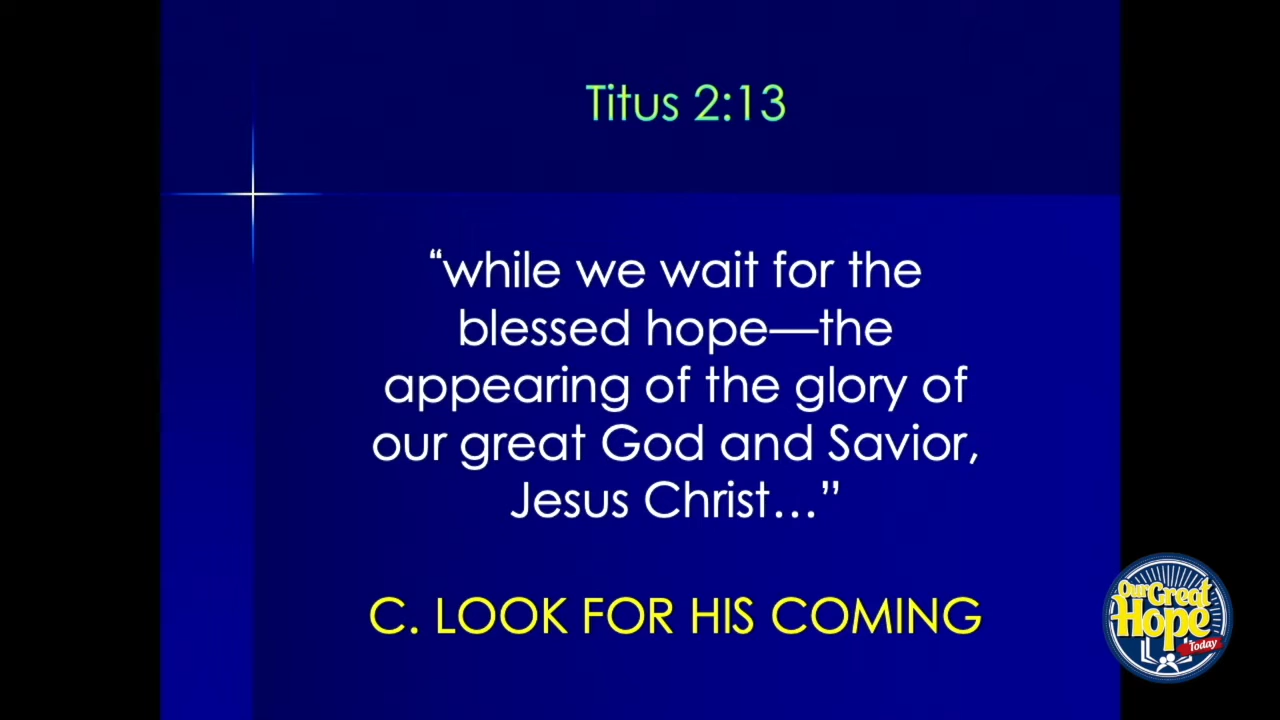 Titus 2:13
“while we wait for the
blessed hope—the
appearing of the glory of
our great God and Savior,
Jesus Christ…”
C. LOOK FOR HIS COMING
Our Great
Hope
Today